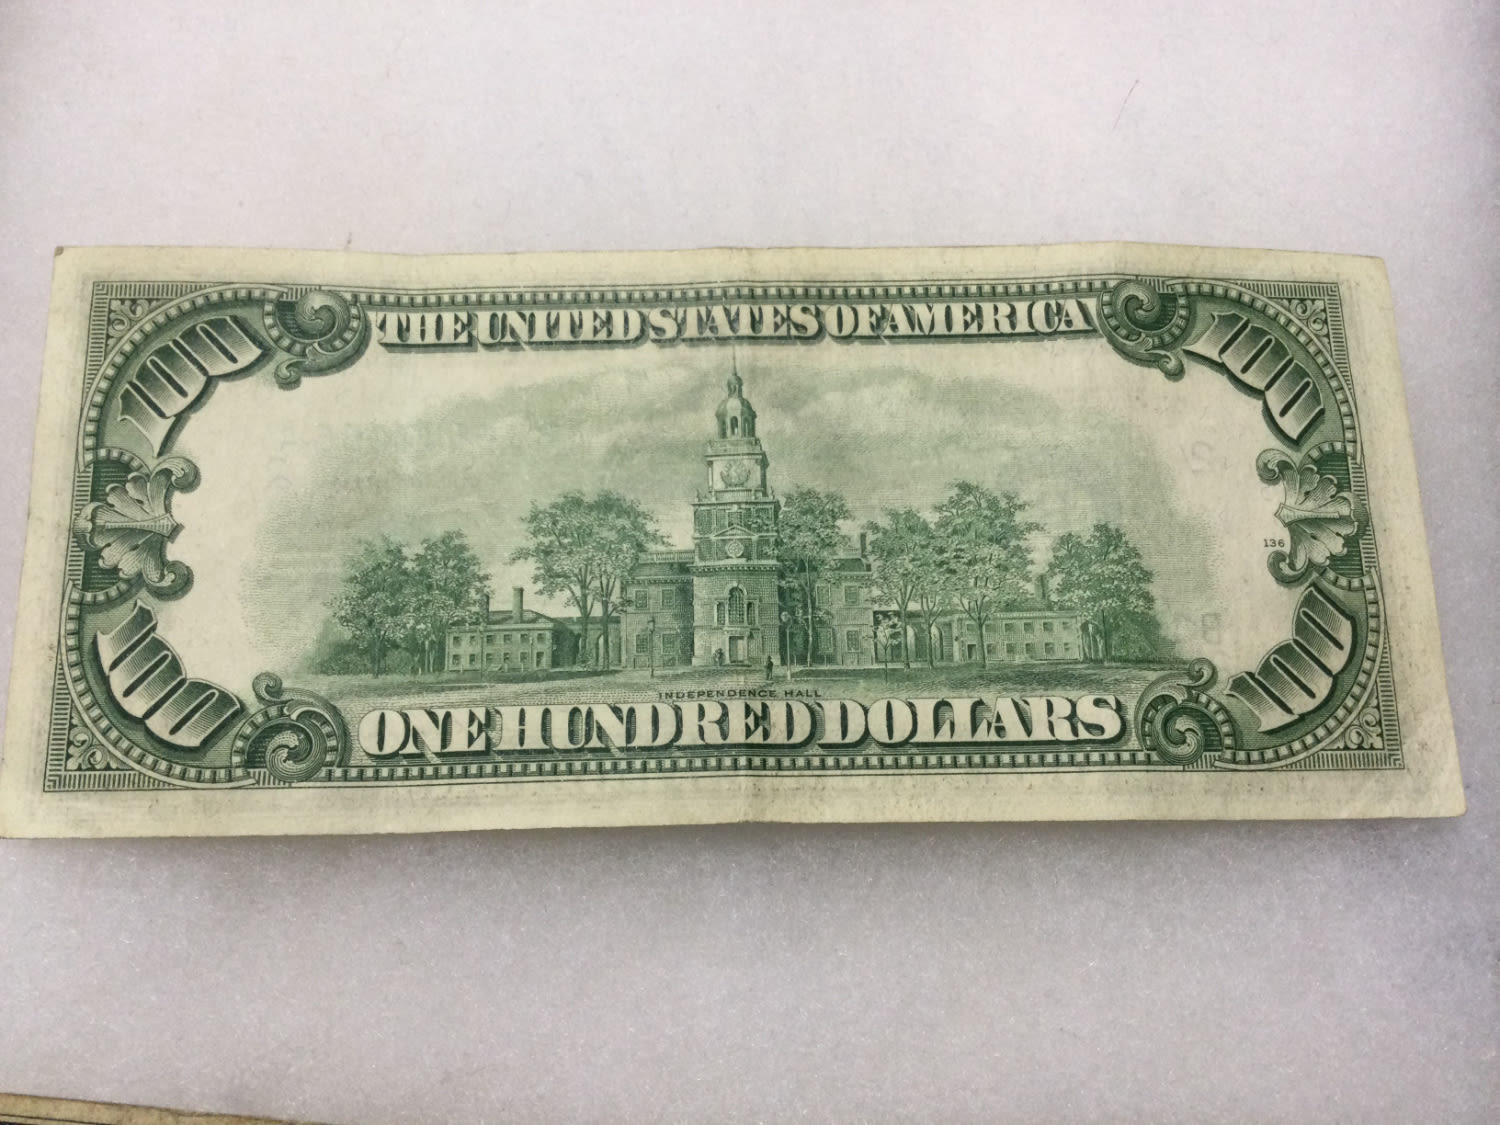 THE UNITED STATES OF AMERICA
100
100
136
100
100
INDEPENDENCE HALL
ONE HUNDRED DOLLARS